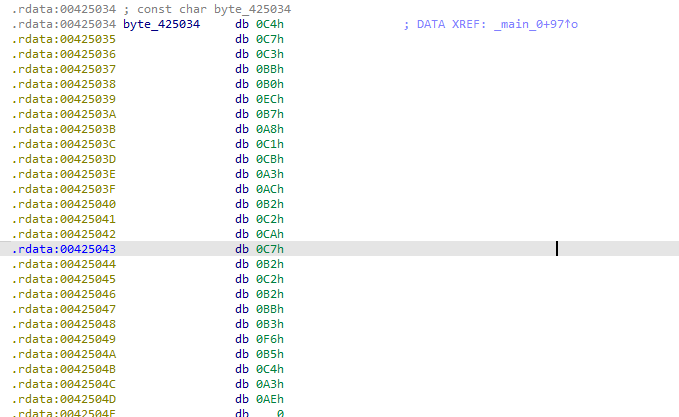 .rdata:00425034 ; const char byte_425034
.rdata:00425034 byte_425034 db 0C4h ; DATA XREF: _main_0+97↑o
.rdata:00425035 db 0C7h
.rdata:00425036 db 0C3h
.rdata:00425037 db 0BBh
.rdata:00425038 db 0B0h
.rdata:00425039 db 0ECh
.rdata:0042503A db 0B7h
.rdata:0042503B db 0A8h
.rdata:0042503C db 0C1h
.rdata:0042503D db 0CBh
.rdata:0042503E db 0A3h
.rdata:0042503F db 0ACh
.rdata:00425040 db 0B2h
.rdata:00425041 db 0C2h
.rdata:00425042 db 0CAh
.rdata:00425043 db 0C7h
.rdata:00425044 db 0B2h
.rdata:00425045 db 0C2h
.rdata:00425046 db 0B2h
.rdata:00425047 db 0BBh
.rdata:00425048 db 0B3h
.rdata:00425049 db 0F6h
.rdata:0042504A db 0B5h
.rdata:0042504B db 0C4h
.rdata:0042504C db 0A3h
.rdata:0042504D db 0AEh
.rdata:0042504E db 0